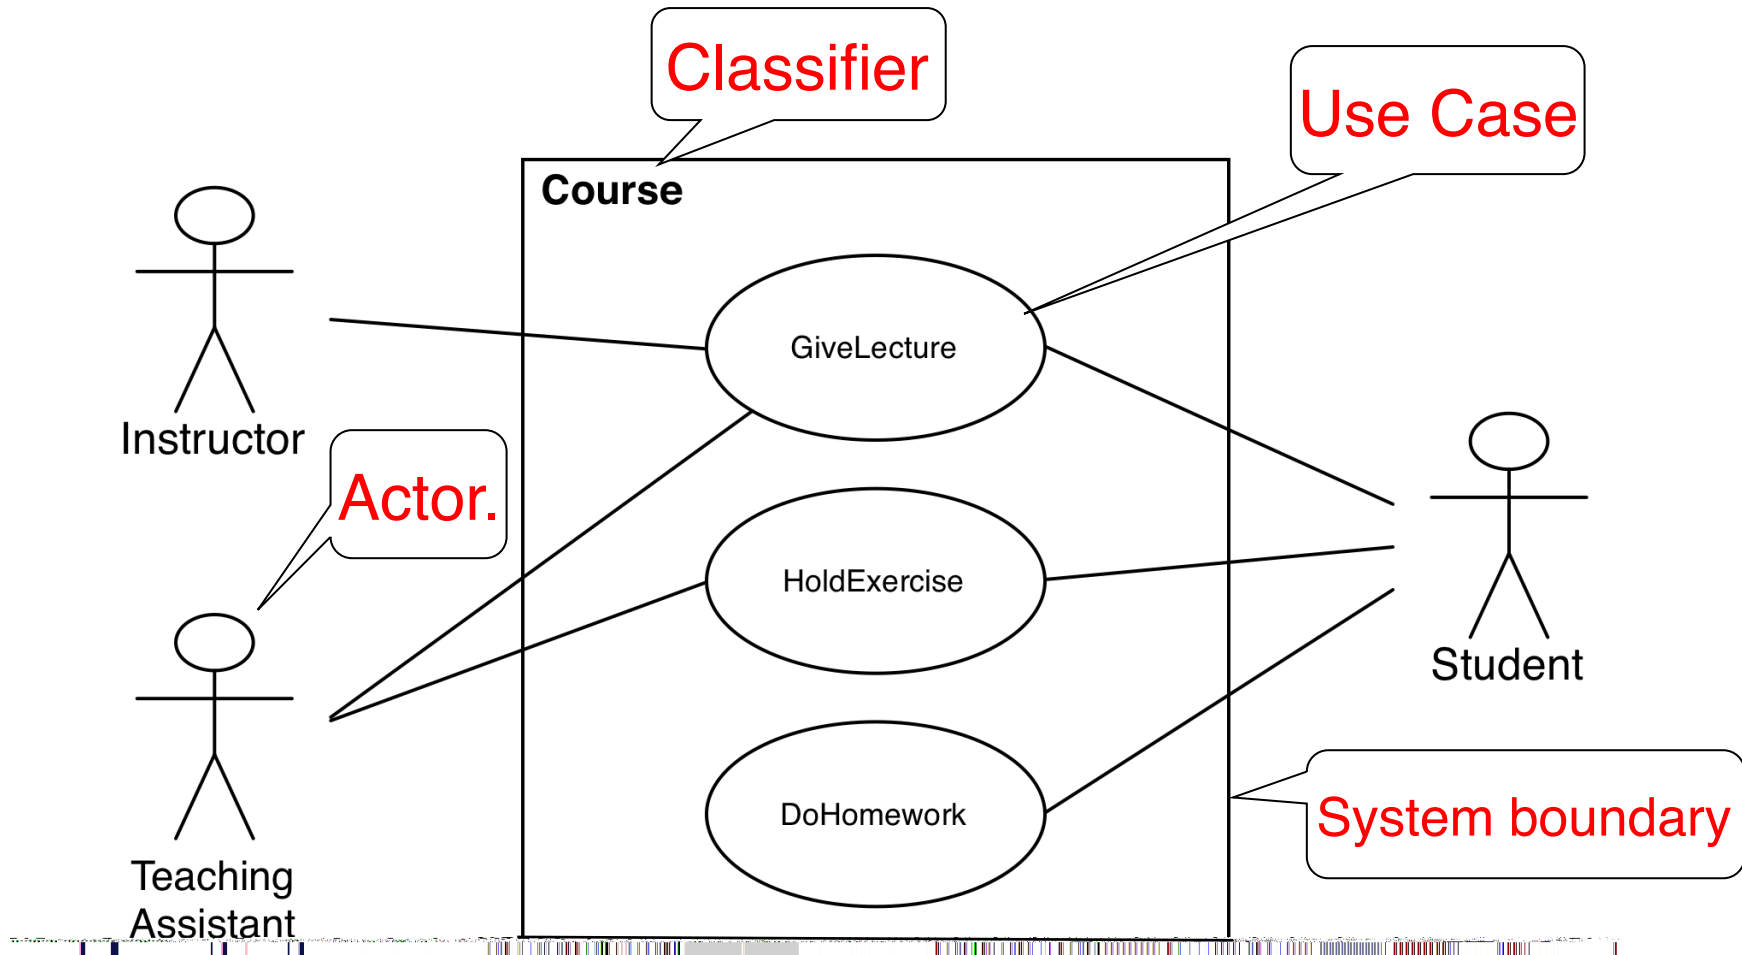 Classifier
Use Case
Course
GiveLecture
Instructor
Actor.
HoldExercise
Student
DoHomework
System boundary
Teaching
Assistant